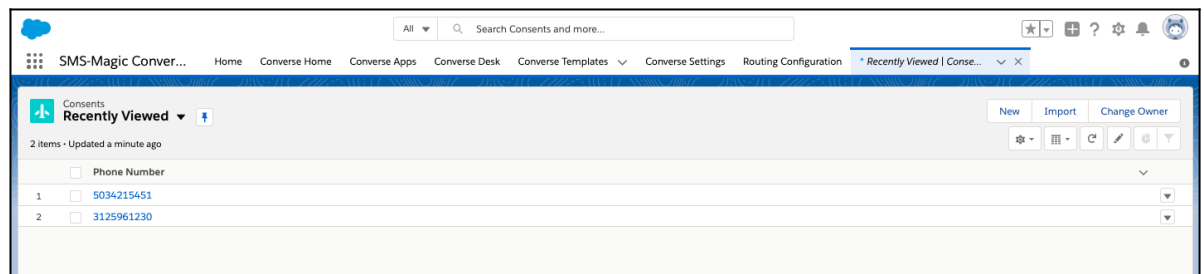 All Search Consents and more...
SMS-Magic Conver... Home Converse Home Converse Apps Converse Desk Converse Templates Converse Settings Routing Configuration * Recently Viewed | Conse...
Consents
Recently Viewed
New Import Change Owner
2 items • Updated a minute ago
Phone Number
1 5034215451
2 3125961230